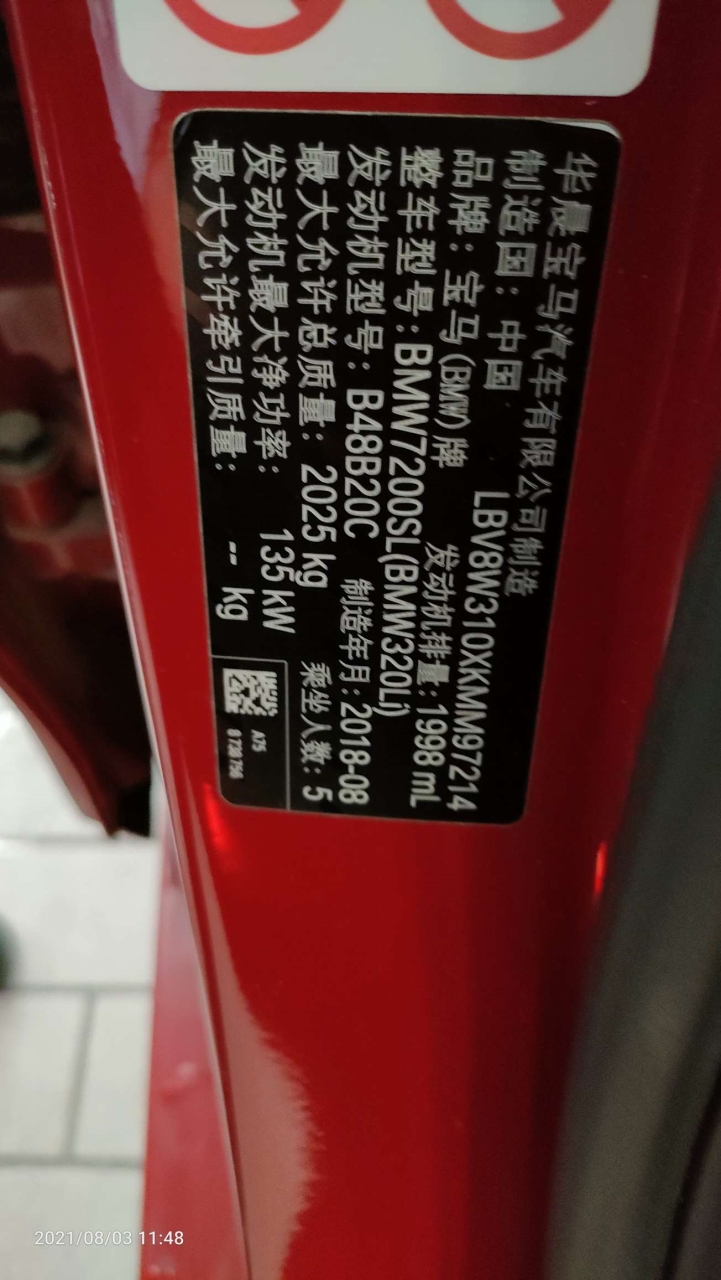 华晨宝马汽车有限公司制造
制造国：中国 LBV8W310XKMM97214
品牌：宝马(BMW)牌 发动机排量：1998 mL
整车型号：BMW7200SL(BMW320Li)
发动机型号：B48B20C 制造年月：2018-08
最大允许总质量：2025 kg 乘坐人数：5
发动机最大净功率：135 kW
最大允许牵引质量：-- kg
A75
2021/08/03 11:48